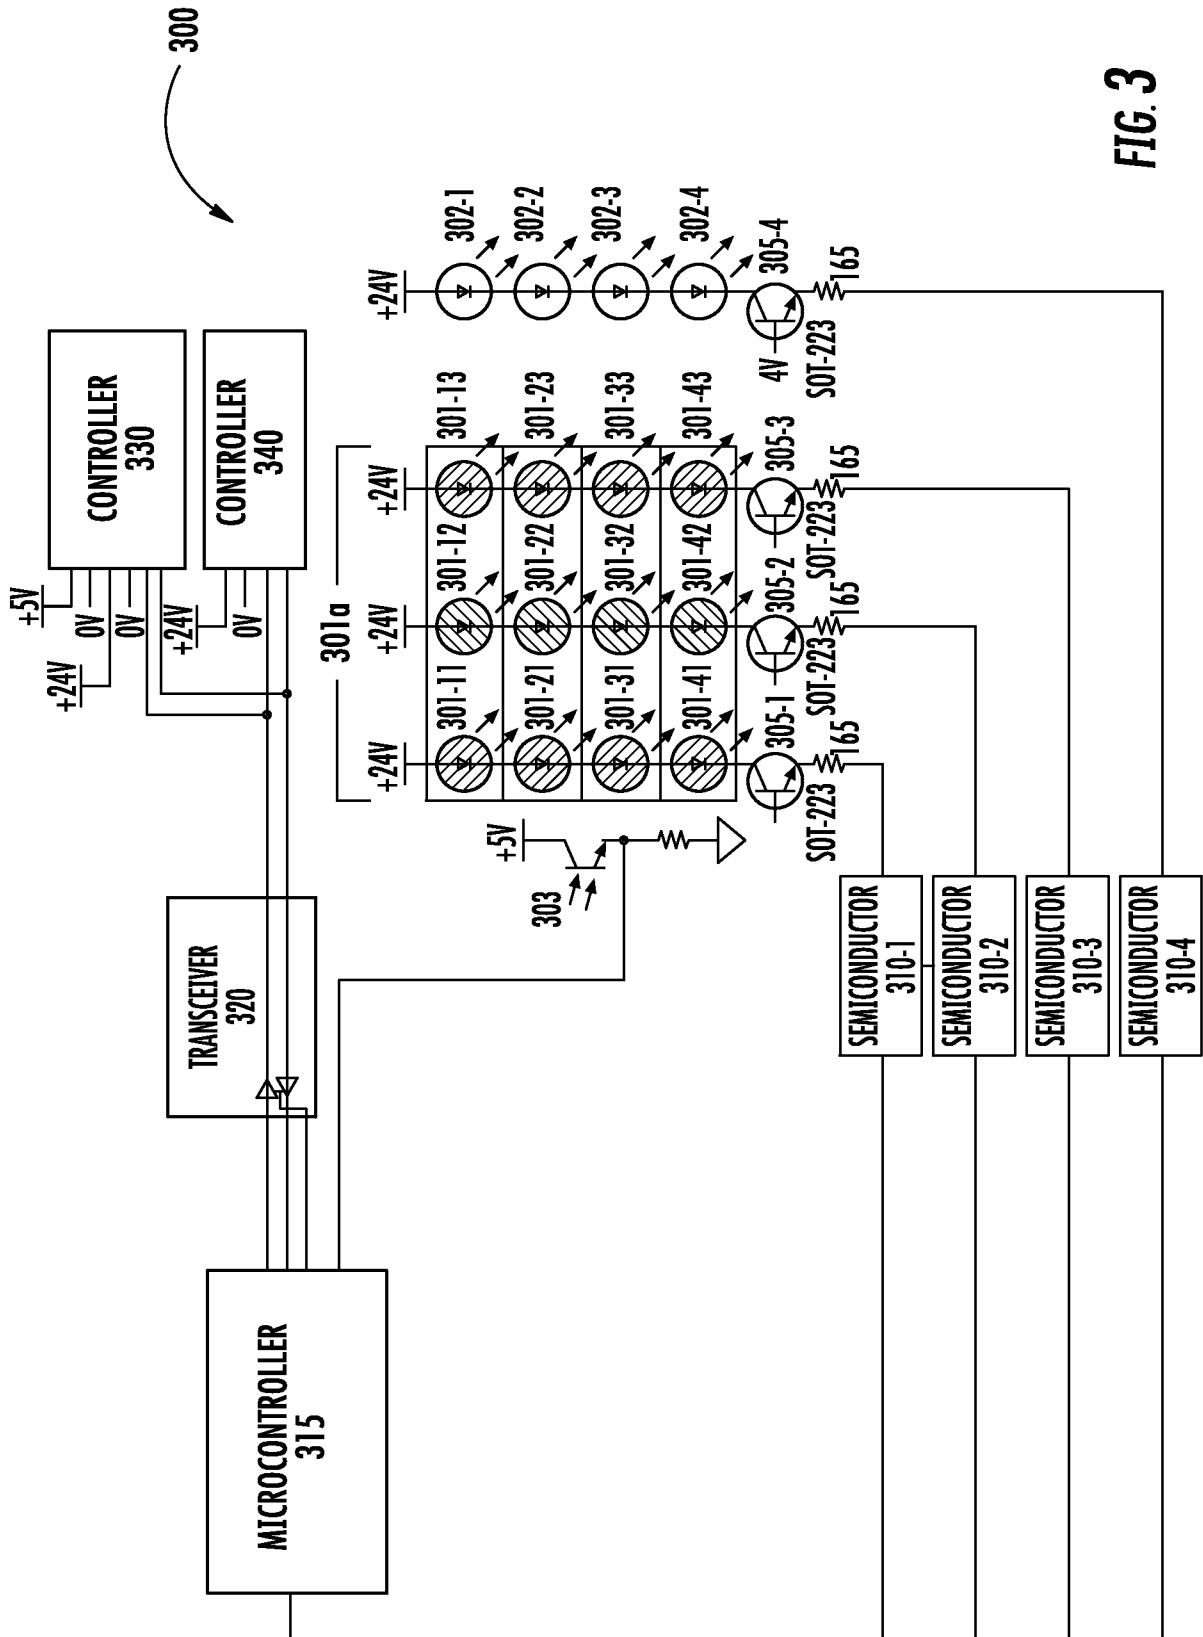 300
CONTROLLER
330
CONTROLLER
340
+5V
0V
+24V
0V
+24V
0V
TRANSCEIVER
320
MICROCONTROLLER
315
301a
+24V
+24V
+24V
+24V
301-11
301-12
301-13
302-1
301-21
301-22
301-23
302-2
301-31
301-32
301-33
302-3
301-41
301-42
301-43
302-4
+5V
303
305-1
305-2
305-3
4V
305-4
SOT-223
165
SOT-223
165
SOT-223
165
SOT-223
165
SEMICONDUCTOR
310-1
SEMICONDUCTOR
310-2
SEMICONDUCTOR
310-3
SEMICONDUCTOR
310-4
FIG. 3